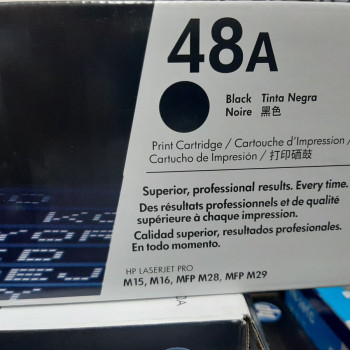 48A
Black Tinta Negra
Noire 黑色
Print Cartridge / Cartouche d'Impression /
Cartucho de Impresión / 打印硒鼓
Superior, professional results. Every time.
Des résultats professionnels et de qualité
supérieure à chaque impression.
Calidad superior, resultados profesionales.
En todo momento.
HP LASERJET PRO
M15, M16, MFP M28, MFP M29